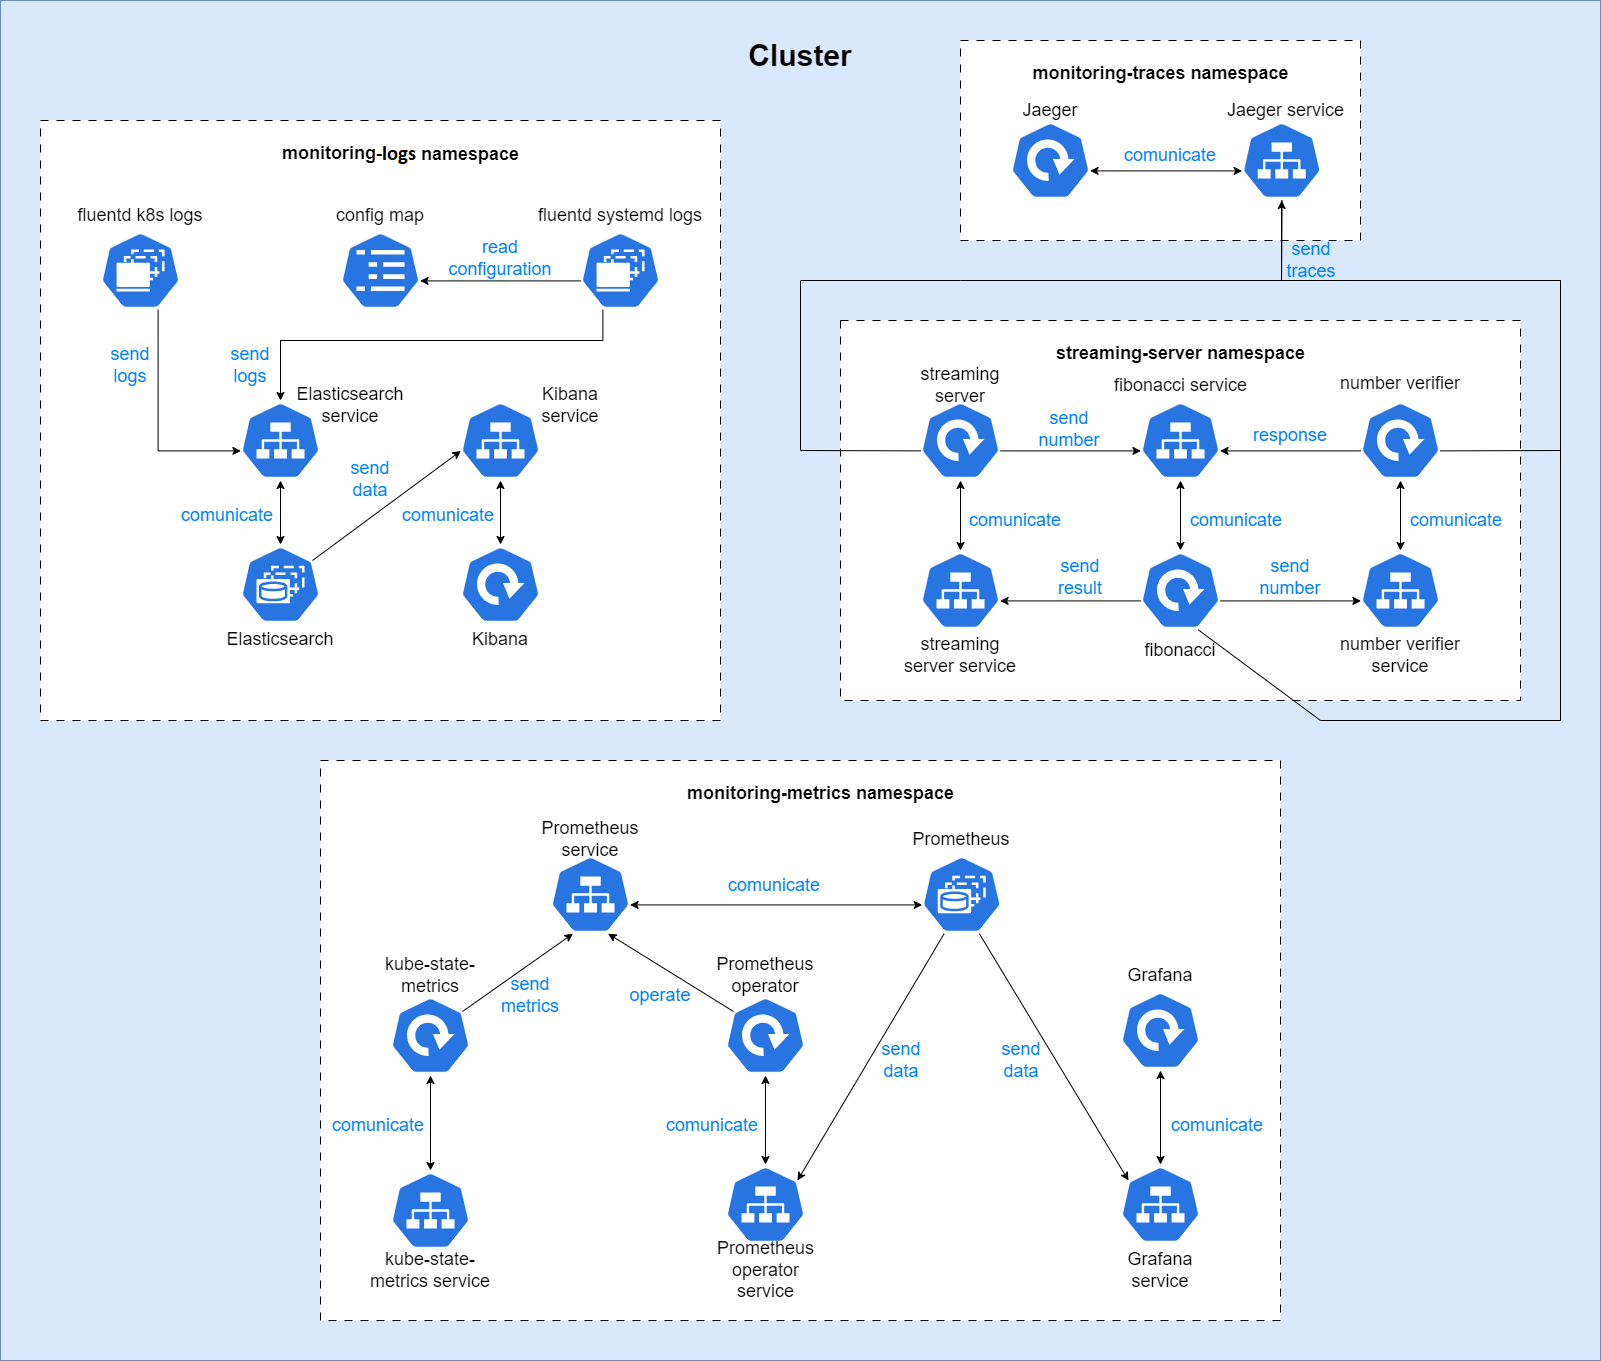 Cluster
monitoring-traces namespace
Jaeger
Jaeger service
comunicate
send
traces
monitoring-logs namespace
fluentd k8s logs
config map
fluentd systemd logs
read
configuration
send
logs
send
logs
Elasticsearch
service
Kibana
service
send
data
comunicate
comunicate
Elasticsearch
Kibana
streaming-server namespace
streaming
server
fibonacci service
number verifier
send
number
response
comunicate
comunicate
comunicate
send
result
send
number
streaming
server service
fibonacci
number verifier
service
monitoring-metrics namespace
Prometheus
service
Prometheus
comunicate
kube-state-
metrics
send
metrics
operate
Prometheus
operator
Grafana
send
data
send
data
comunicate
comunicate
comunicate
kube-state-
metrics service
Prometheus
operator
service
Grafana
service